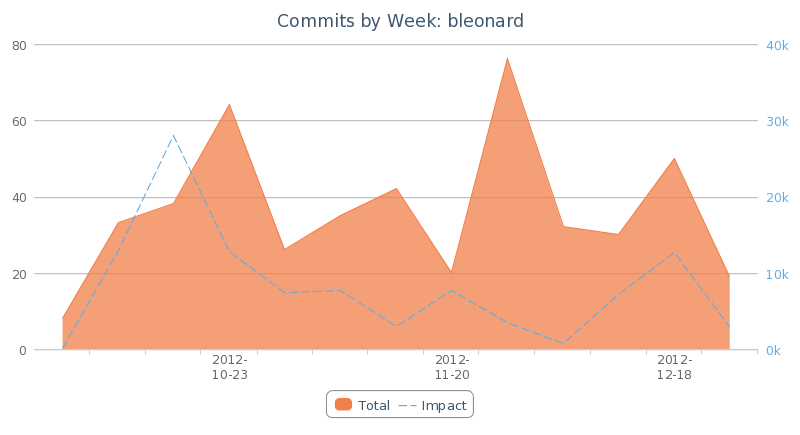 Commits by Week: bleonard
80 40k
60 30k
40 20k
20 10k
0 0k
2012- 2012- 2012-
10-23 11-20 12-18
Total Impact